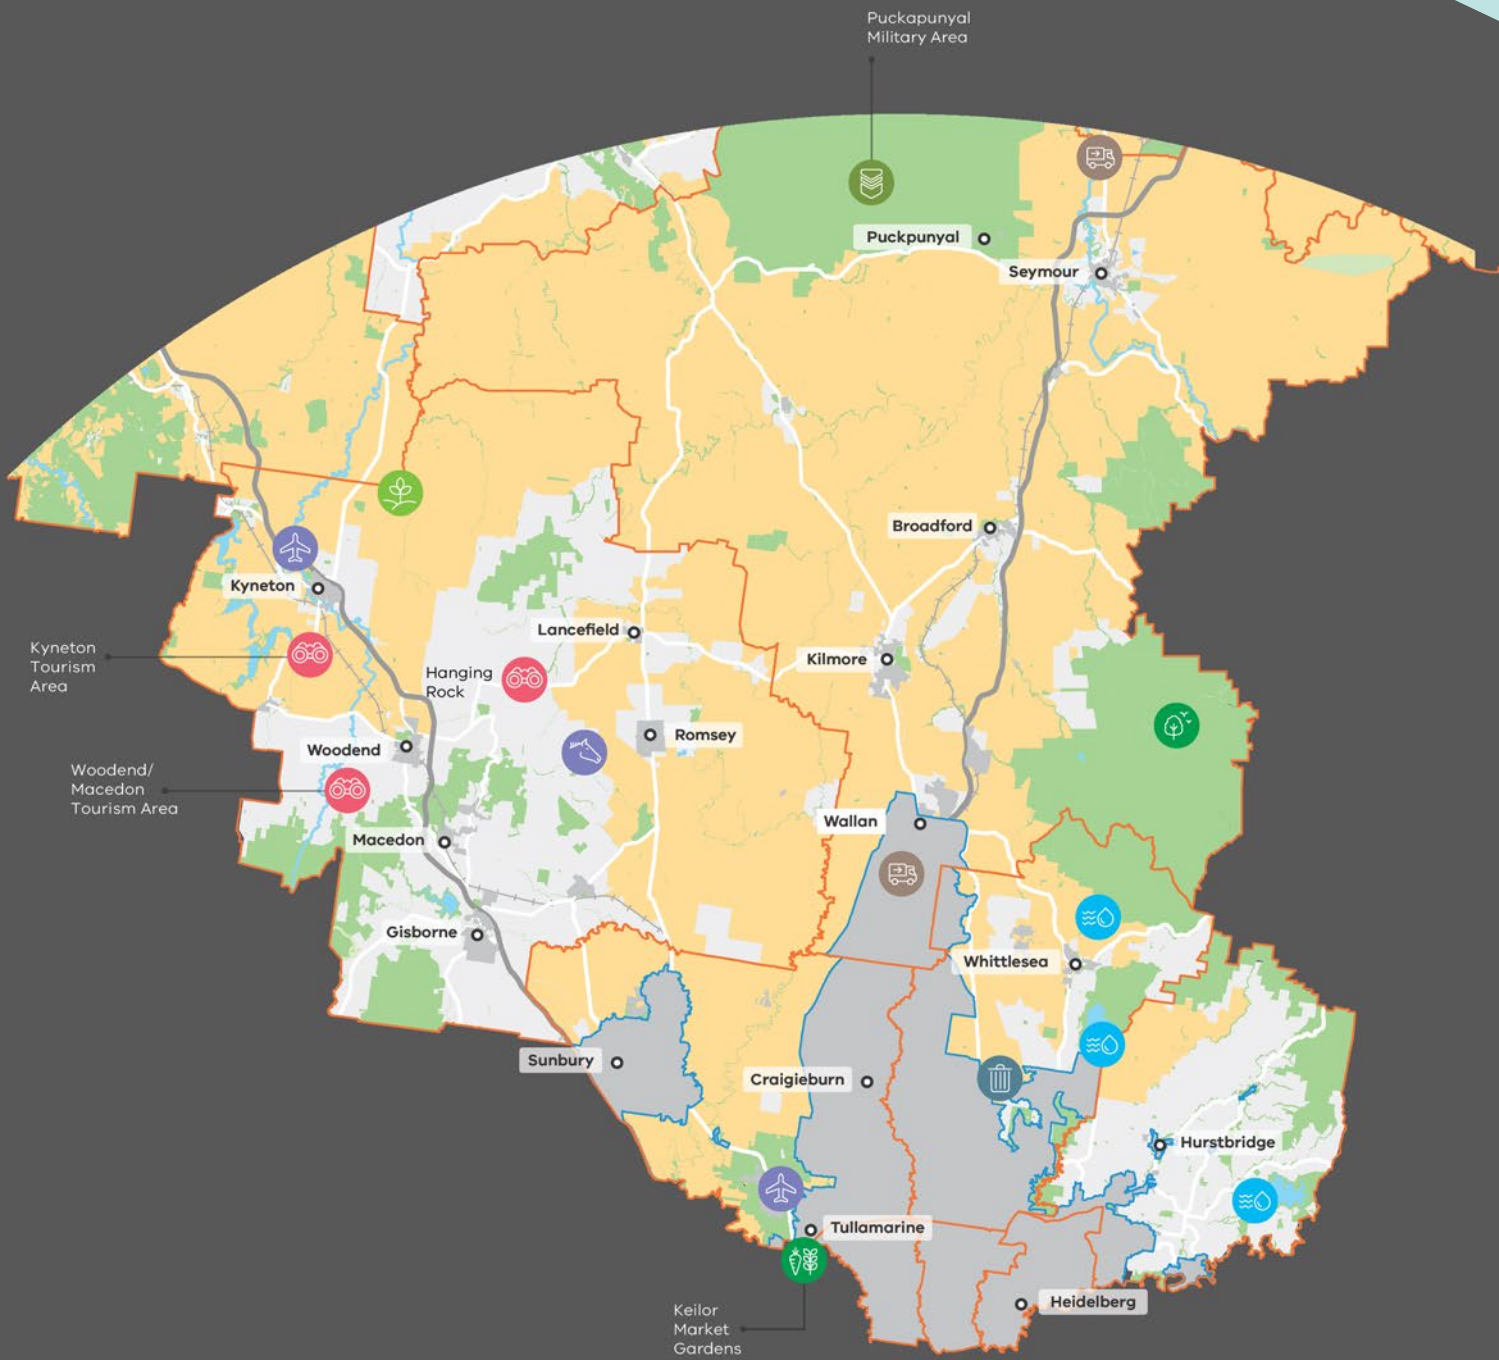 Puckapunyal
Military Area
Puckpunyal
Seymour
Broadford
Kyneton
Lancefield
Kyneton
Tourism
Area
Hanging
Rock
Kilmore
Woodend
Romsey
Woodend/
Macedon
Tourism Area
Macedon
Wallan
Gisborne
Whittlesea
Sunbury
Craigieburn
Hurstbridge
Tullamarine
Heidelberg
Keilor
Market
Gardens